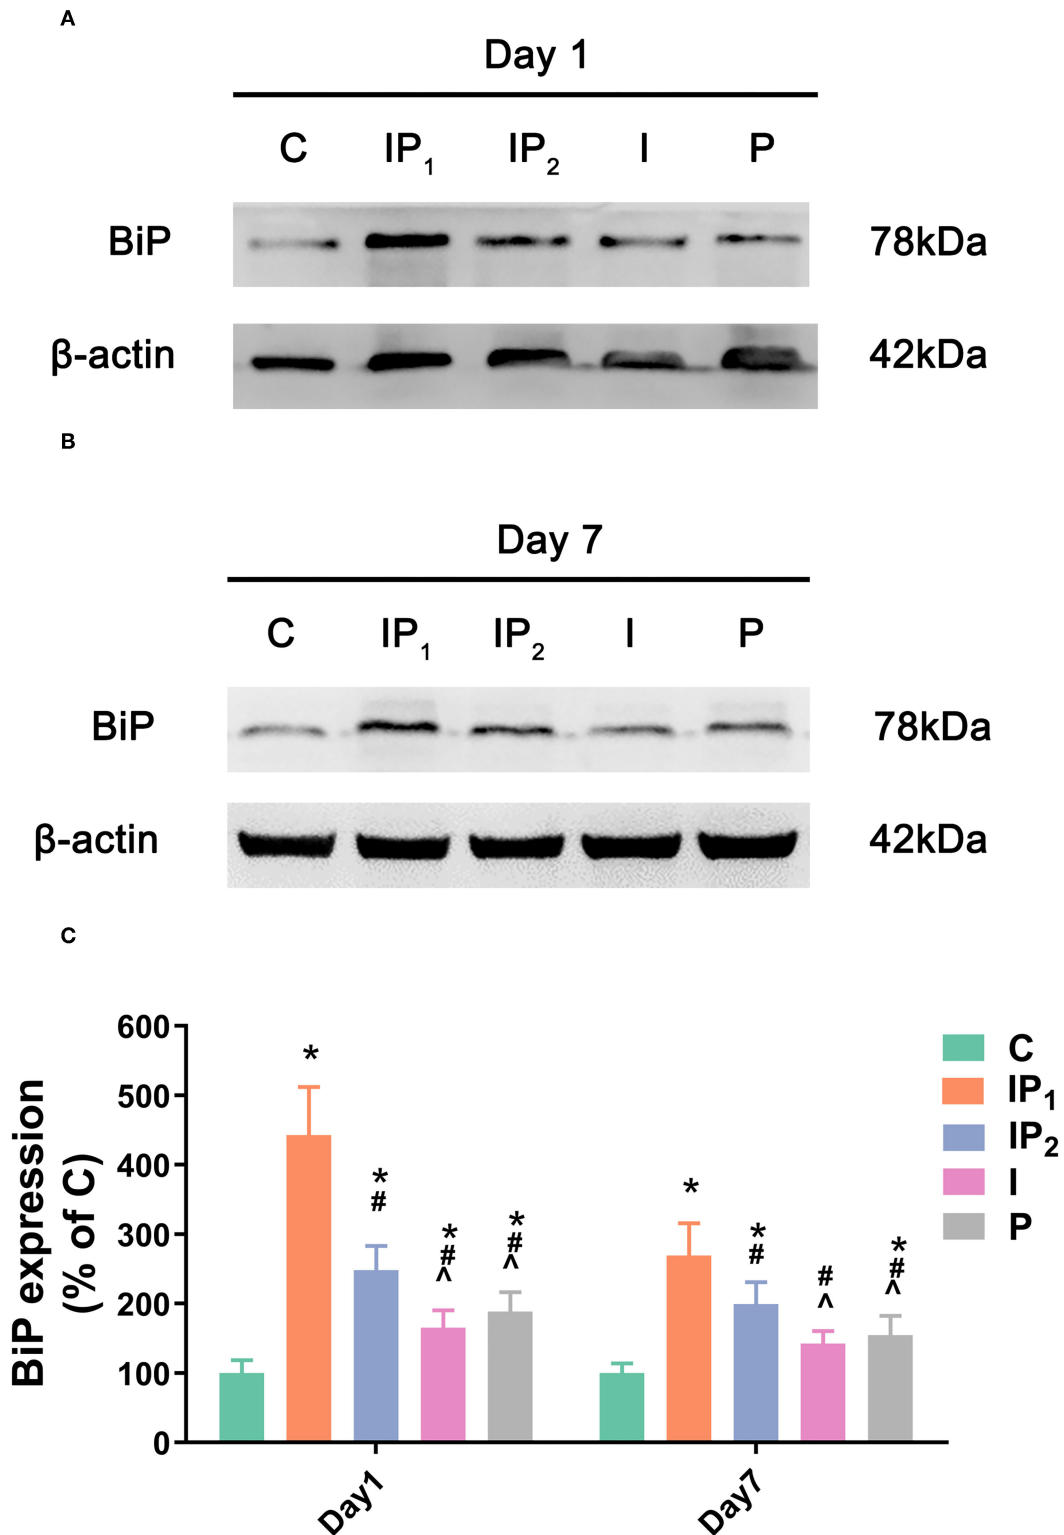 A
Day 1
C IP1 IP2 I P
BiP 78kDa
β-actin 42kDa
B
Day 7
C IP1 IP2 I P
BiP 78kDa
β-actin 42kDa
C
BiP expression
(% of C)
600
500
400
300
200
100
0
*
*
#
*
#
^
*
#
^
*
*
#
#
^
*
#
^
Day1
Day7
C
IP1
IP2
I
P